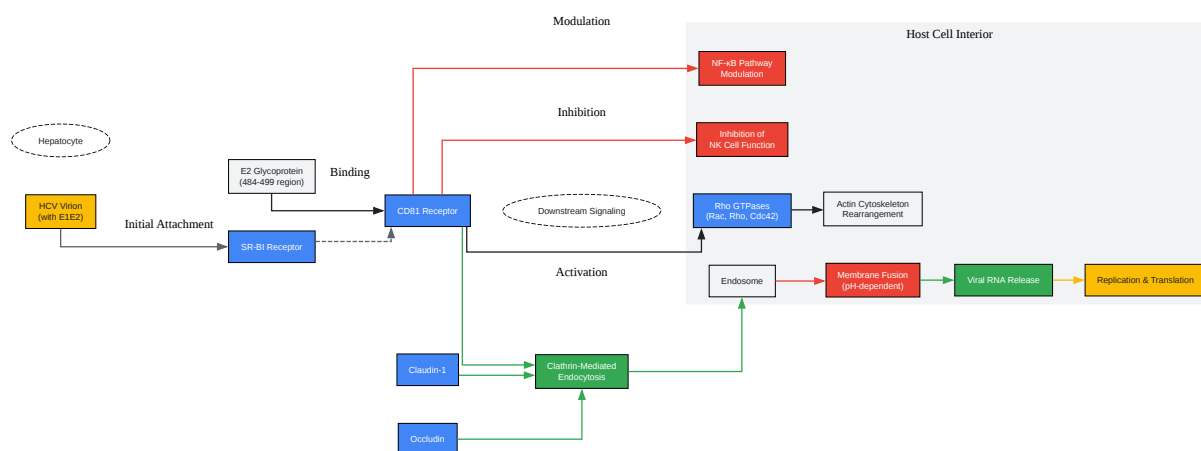 Modulation
Host Cell Interior
NF-κB Pathway
Modulation
Inhibition
Inhibition of
NK Cell Function
Hepatocyte
E2 Glycoprotein
(484-499 region)
Binding
HCV Virion
(with E1E2)
Initial Attachment
SR-BI Receptor
CD81 Receptor
Downstream Signaling
Rho GTPases
(Rac, Rho, Cdc42)
Actin Cytoskeleton
Rearrangement
Activation
Endosome
Membrane Fusion
(pH-dependent)
Viral RNA Release
Replication & Translation
Claudin-1
Clathrin-Mediated
Endocytosis
Occludin